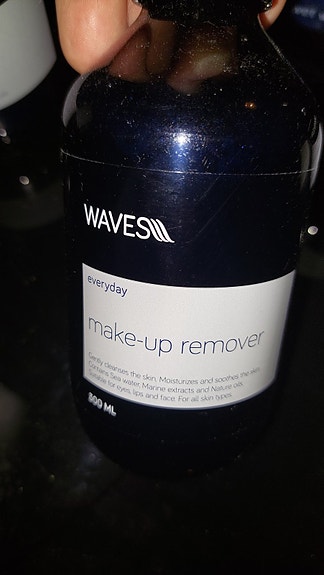 WAVES
everyday
make-up remover
Gently cleanses the skin. Moisturizes and soothes the skin.
Contains Sea water, Marine extracts and Nature oils.
Suitable for eyes, lips and face. For all skin types.
300 ML